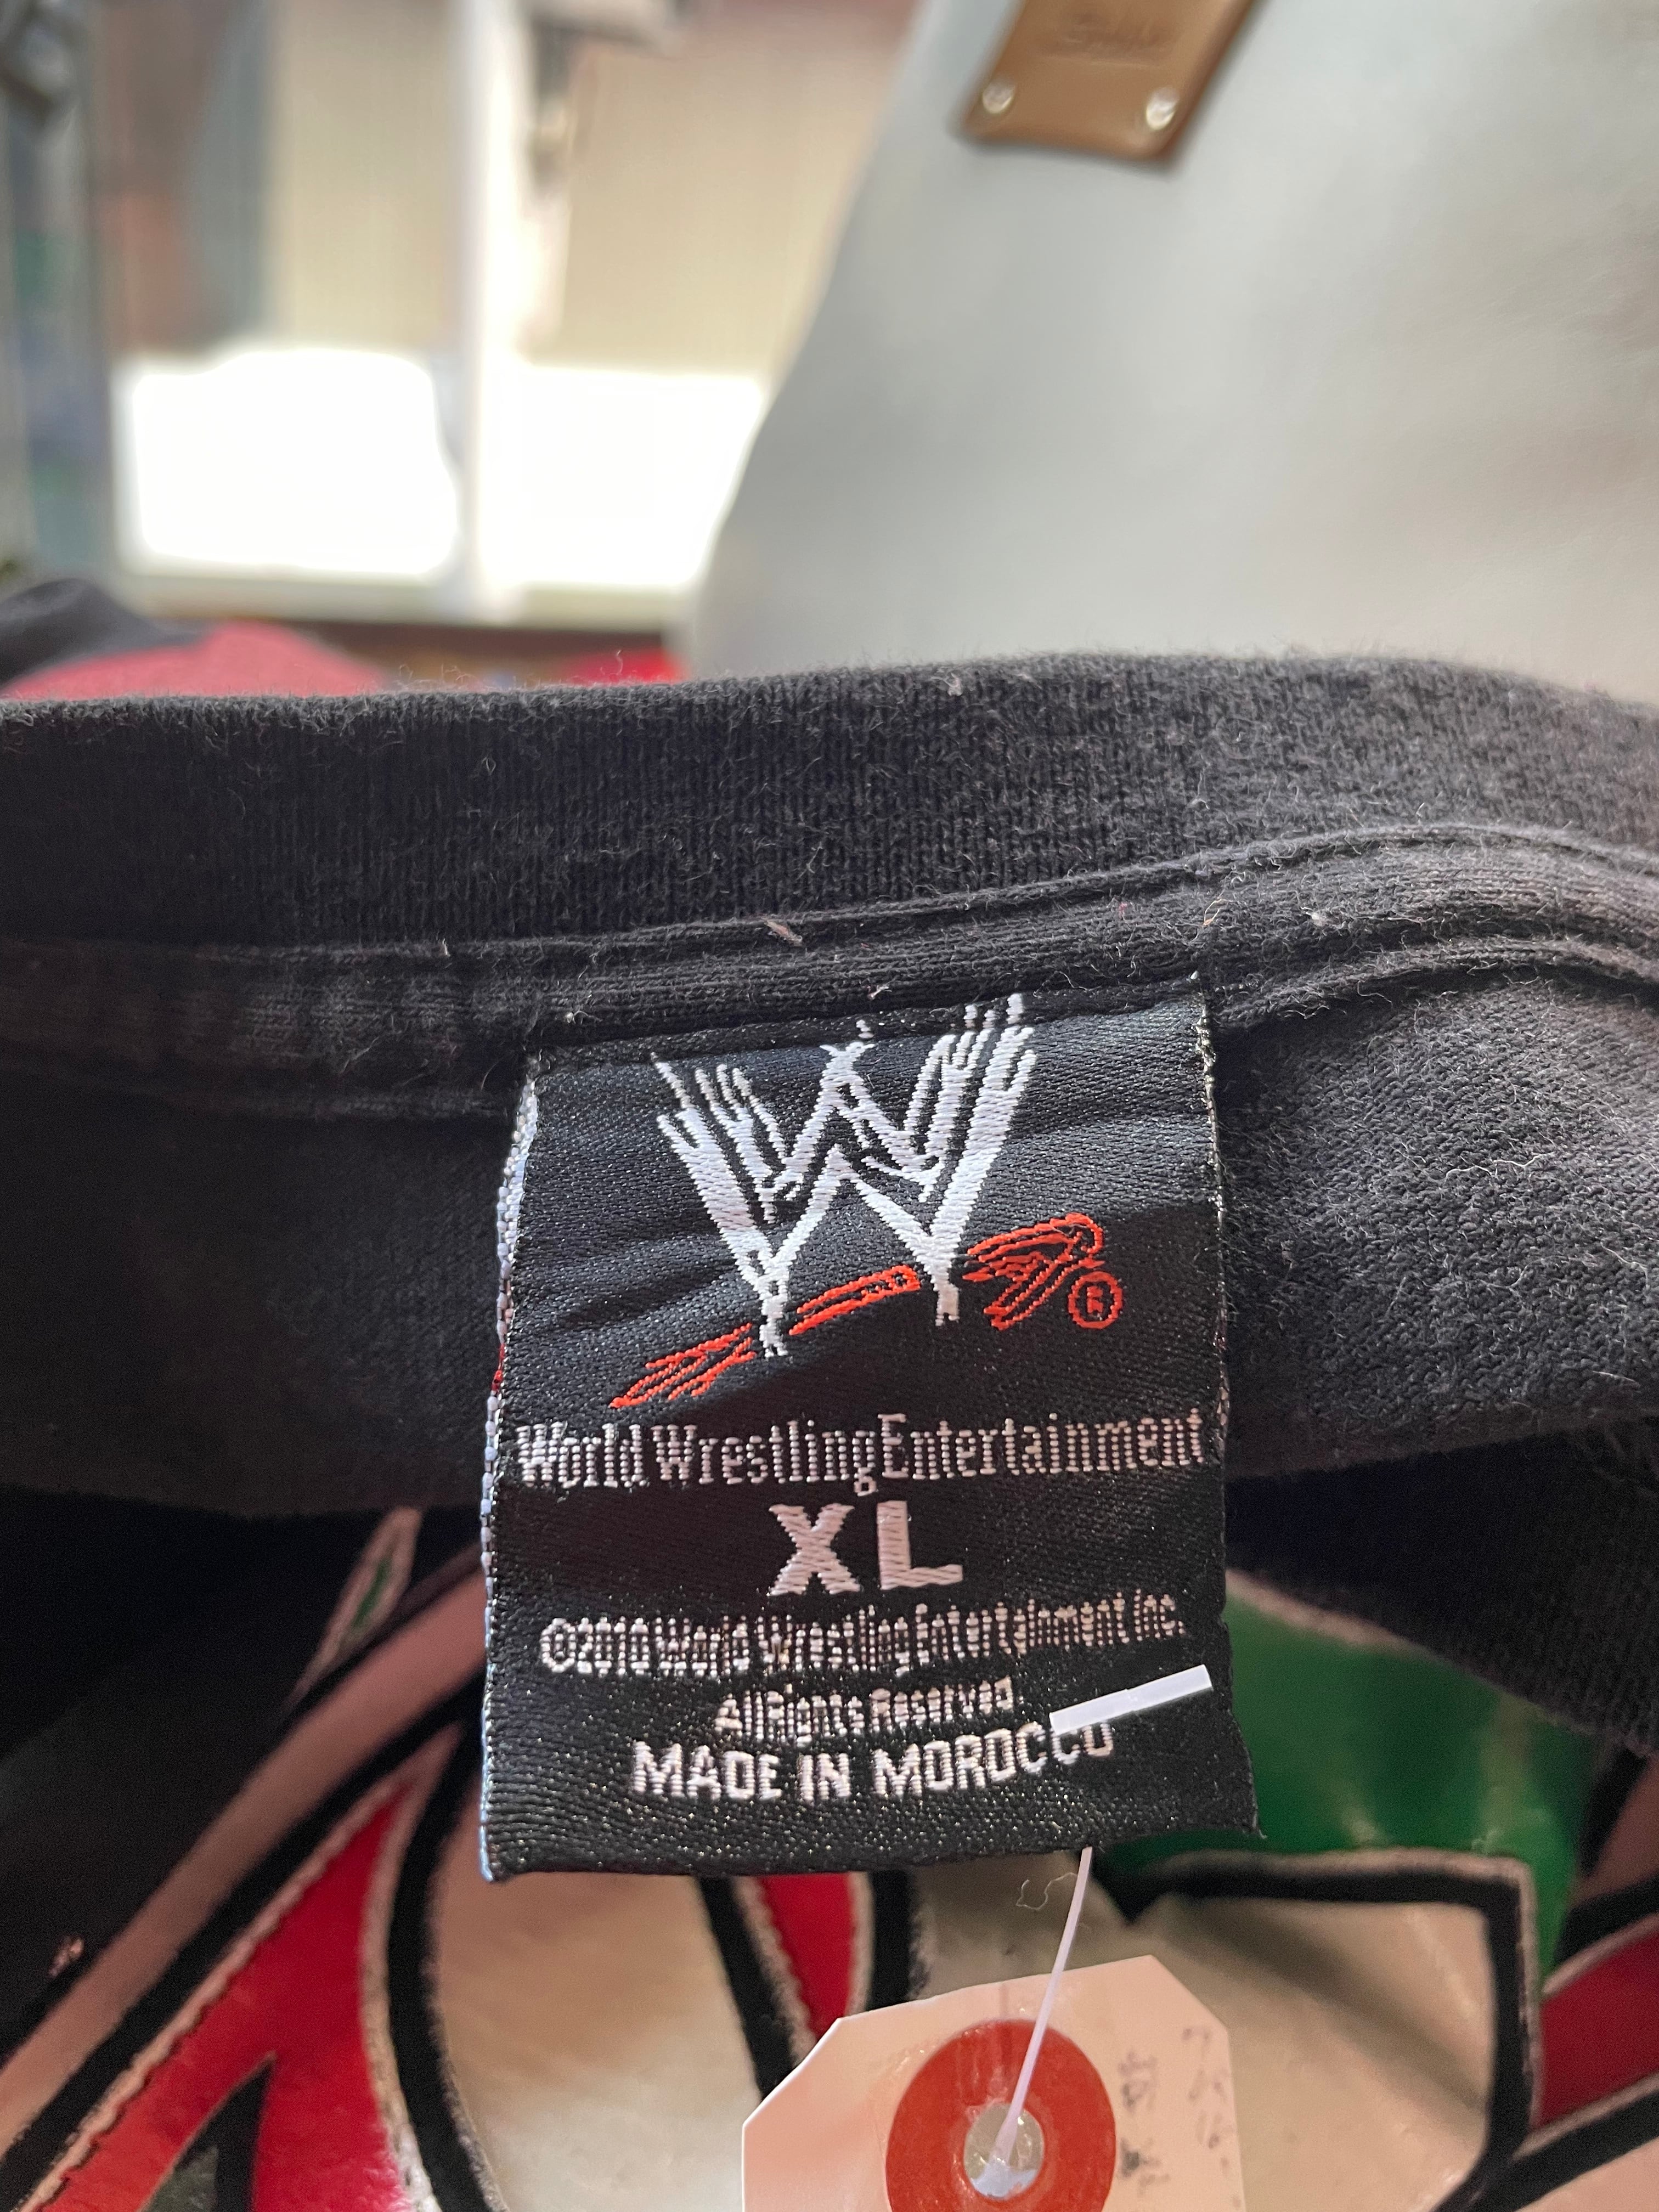 W ®
World Wrestling Entertainment
XL
©2010 World Wrestling Entertainment Inc.
All Rights Reserved
MADE IN MOROCCO